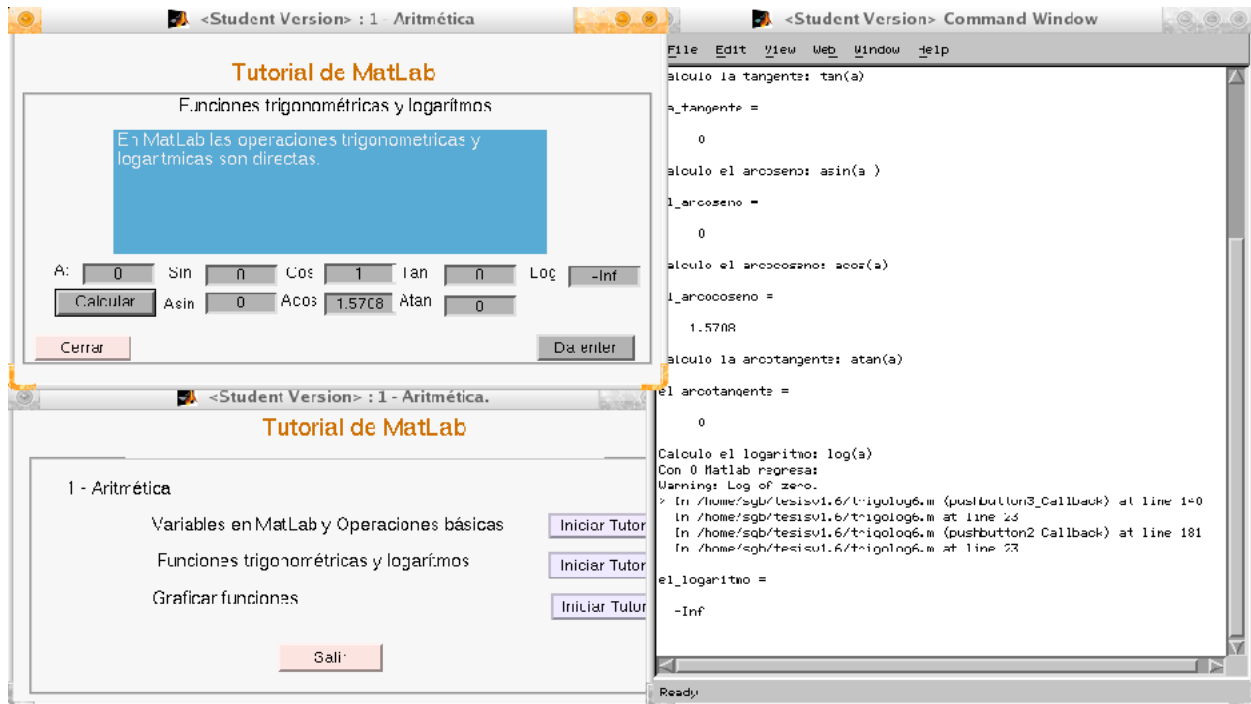 <Student Version> : 1 - Aritmética
Tutorial de MatLab
Funciones trigonométricas y logarítmos
En MatLab las operaciones trigonometricas y
logartmicas son directas.
A: 0 Sin 0 Cos 1 Tan 0 Log -Inf
Calcular Asin 0 Acos 1.5708 Atan 0
Cerrar Da enter
<Student Version> : 1 - Aritmética.
Tutorial de MatLab
1 - Aritmética
Variables en MatLab y Operaciones básicas Iniciar Tutor
Funciones trigonométricas y logarítmos Iniciar Tutor
Graficar funciones Iniciar Tutor
Salir
<Student Version> Command Window
File Edit View Web Window Help
alculo la tangente: tan(a)
a_tangente =
0
alculo el arcoseno: asin(a )
l_arcoseno =
0
alculo el arcocoseno: acos(a)
l_arcocoseno =
1.5708
alculo la arcotangente: atan(a)
el arcotangente =
0
Calculo el logaritmo: log(a)
Con 0 Matlab regresa:
Warning: Log of zero.
> In /home/sgb/tesisv1.6/trigolog6.m (pushbutton3_Callback) at line 140
In /home/sgb/tesisv1.6/trigolog6.m at line 23
In /home/sgb/tesisv1.6/trigolog6.m (pushbutton2_Callback) at line 181
In /home/sgb/tesisv1.6/trigolog6.m at line 23
el_logaritmo =
-Inf
Ready